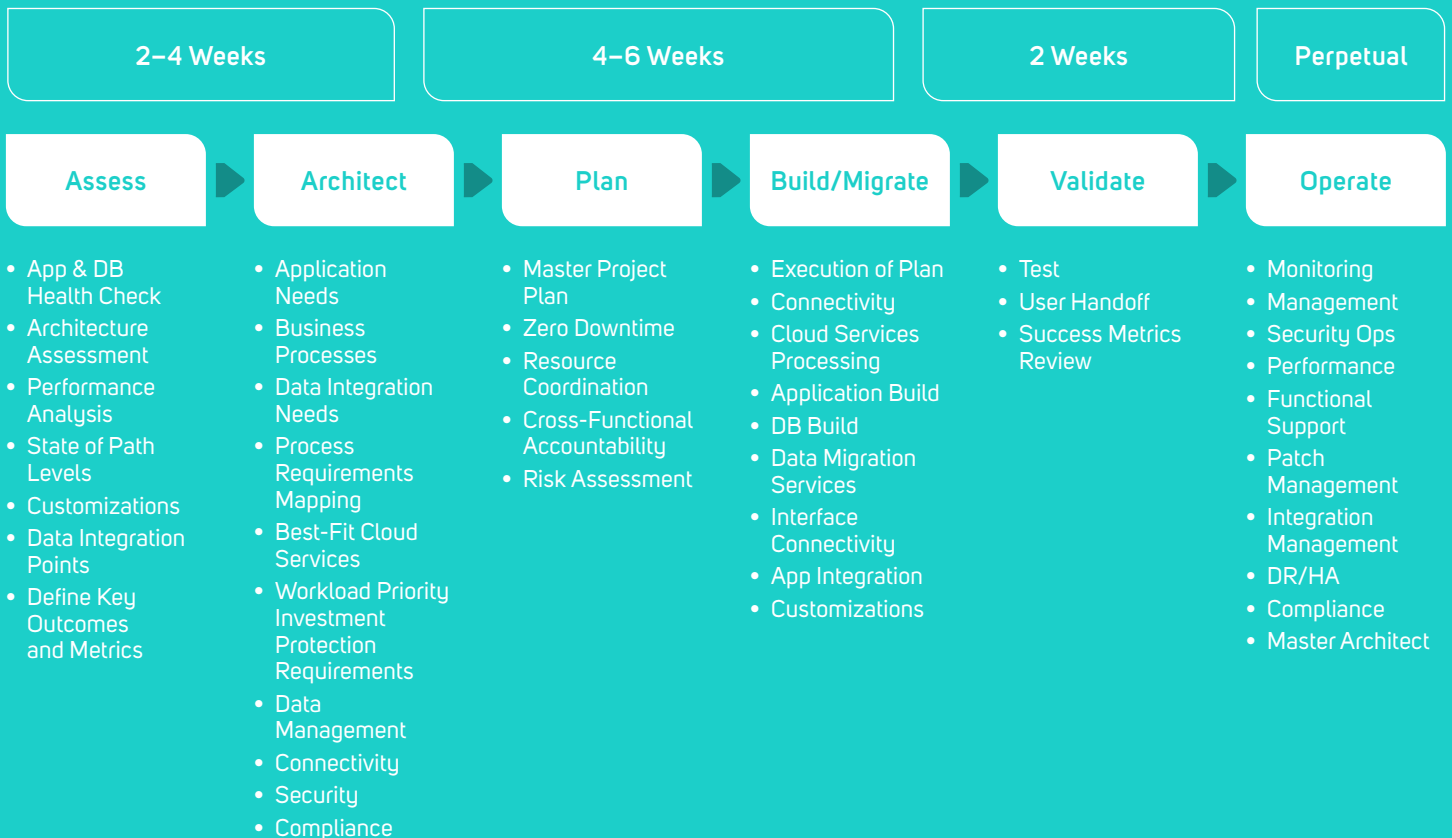 2–4 Weeks
4–6 Weeks
2 Weeks
Perpetual
Assess
Architect
Plan
Build/Migrate
Validate
Operate
• App & DB
Health Check
• Architecture
Assessment
• Performance
Analysis
• State of Path
Levels
• Customizations
• Data Integration
Points
• Define Key
Outcomes
and Metrics
• Application
Needs
• Business
Processes
• Data Integration
Needs
• Process
Requirements
Mapping
• Best-Fit Cloud
Services
• Workload Priority
Investment
Protection
Requirements
• Data
Management
• Connectivity
• Security
• Compliance
• Master Project
Plan
• Zero Downtime
• Resource
Coordination
• Cross-Functional
Accountability
• Risk Assessment
• Execution of Plan
• Connectivity
• Cloud Services
Processing
• Application Build
• DB Build
• Data Migration
Services
• Interface
Connectivity
• App Integration
• Customizations
• Test
• User Handoff
• Success Metrics
Review
• Monitoring
• Management
• Security Ops
• Performance
• Functional
Support
• Patch
Management
• Integration
Management
• DR/HA
• Compliance
• Master Architect